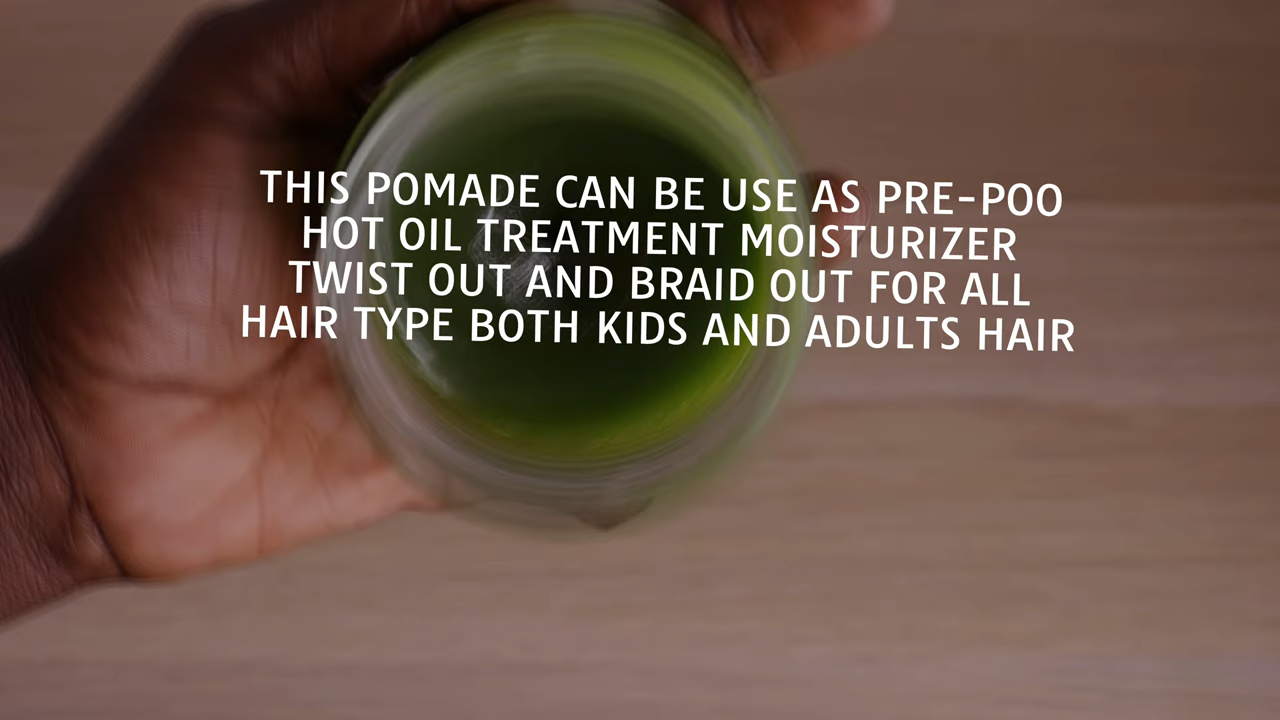 THIS POMADE CAN BE USE AS PRE-POO
HOT OIL TREATMENT MOISTURIZER
TWIST OUT AND BRAID OUT FOR ALL
HAIR TYPE BOTH KIDS AND ADULTS HAIR